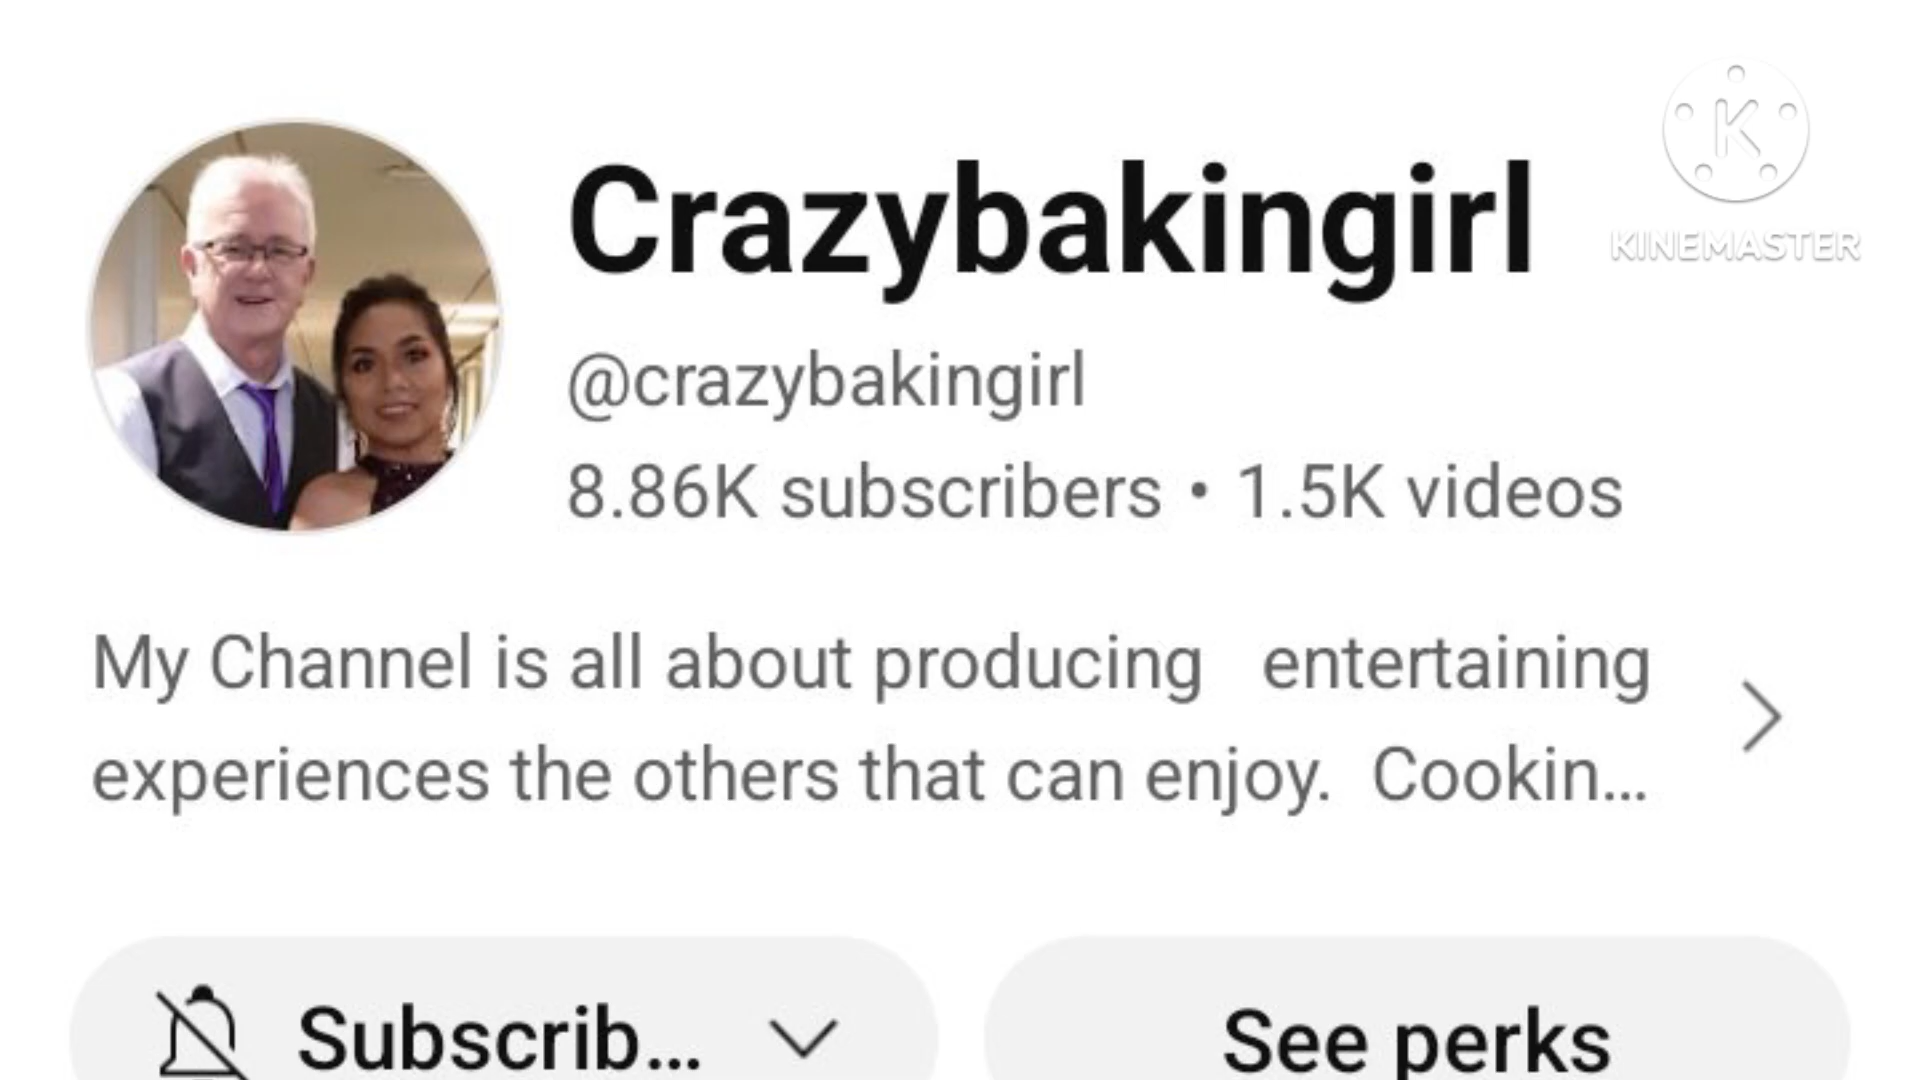 Crazybakingirl
K
KINEMASTER
@crazybakingirl
8.86K subscribers • 1.5K videos
My Channel is all about producing   entertaining
experiences the others that can enjoy.  Cookin...
Subscrib...
See perks